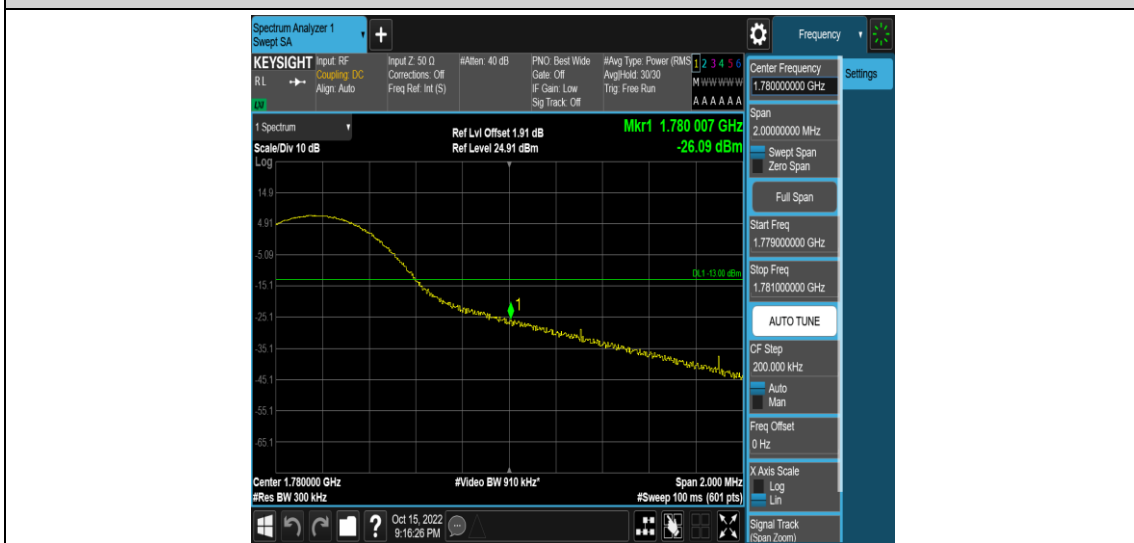 Spectrum Analyzer 1
Swept SA
+
Frequency
KEYSIGHT
RL
LXI
Input: RF
Coupling: DC
Align: Auto
Input Z: 50 Ω
Corrections: Off
Freq Ref: Int (S)
#Atten: 40 dB
PNO: Best Wide
Gate: Off
IF Gain: Low
Sig Track: Off
#Avg Type: Power (RMS
Avg|Hold: 30/30
Trig: Free Run
1 2 3 4 5 6
M W W W W W
A A A A A A
1 Spectrum
Scale/Div 10 dB
Log
Ref Lvl Offset 1.91 dB
Ref Level 24.91 dBm
Mkr1 1.780 007 GHz
-26.09 dBm
14.9
4.91
-5.09
DL1 -13.00 dBm
-15.1
1
-25.1
-35.1
-45.1
-55.1
-65.1
Center 1.780000 GHz
#Video BW 910 kHz*
Span 2.000 MHz
#Res BW 300 kHz
#Sweep 100 ms (601 pts)
?
Oct 15, 2022
9:16:26 PM
Center Frequency
1.780000000 GHz
Settings
Span
2.00000000 MHz
Swept Span
Zero Span
Full Span
Start Freq
1.779000000 GHz
Stop Freq
1.781000000 GHz
AUTO TUNE
CF Step
200.000 kHz
Auto
Man
Freq Offset
0 Hz
X Axis Scale
Log
Lin
Signal Track
(Span Zoom)